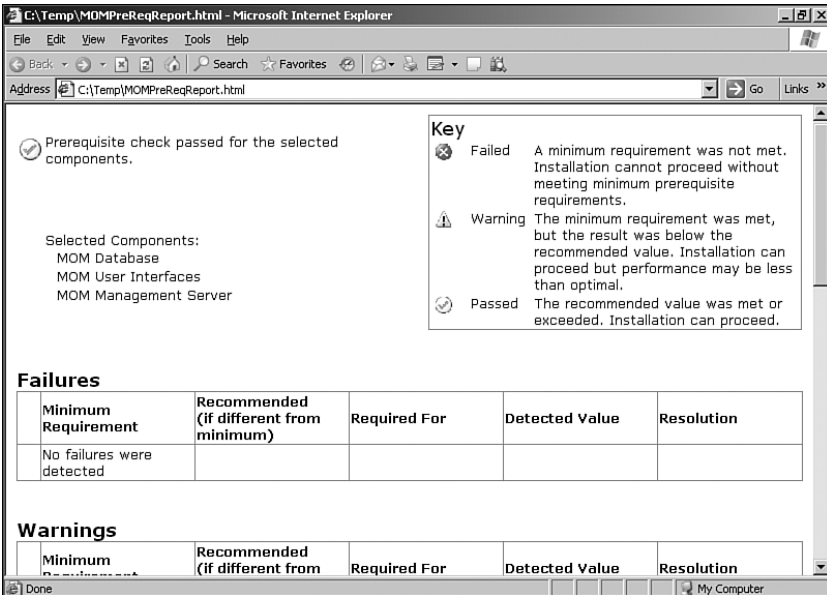 C:\Temp\MOMPreReqReport.html - Microsoft Internet Explorer
File Edit View Favorites Tools Help
Back Search Favorites
Address C:\Temp\MOMPreReqReport.html Go Links »
Prerequisite check passed for the selected
components.
Selected Components:
MOM Database
MOM User Interfaces
MOM Management Server
Key
Failed A minimum requirement was not met.
Installation cannot proceed without
meeting minimum prerequisite
requirements.
Warning The minimum requirement was met,
but the result was below the
recommended value. Installation can
proceed but performance may be less
than optimal.
Passed The recommended value was met or
exceeded. Installation can proceed.
Failures
Minimum
Requirement
Recommended
(if different from
minimum)
Required For
Detected Value
Resolution
No failures were
detected
Warnings
Minimum
Requirement
Recommended
(if different from
Required For
Detected Value
Resolution
Done My Computer